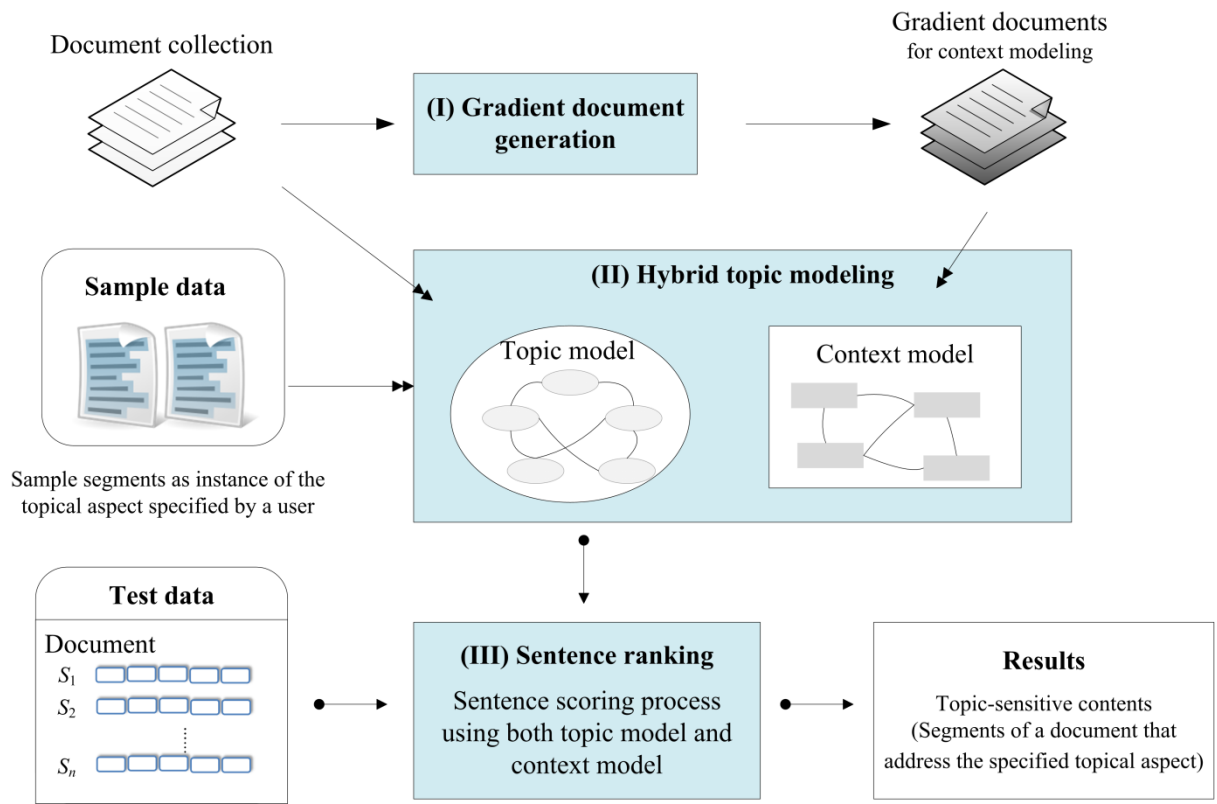 Document collection
Gradient documents
for context modeling
(I) Gradient document
generation
Sample data
Sample segments as instance of the
topical aspect specified by a user
(II) Hybrid topic modeling
Topic model
Context model
Test data
Document
S1
S2
Sn
(III) Sentence ranking
Sentence scoring process
using both topic model and
context model
Results
Topic-sensitive contents
(Segments of a document that
address the specified topical aspect)